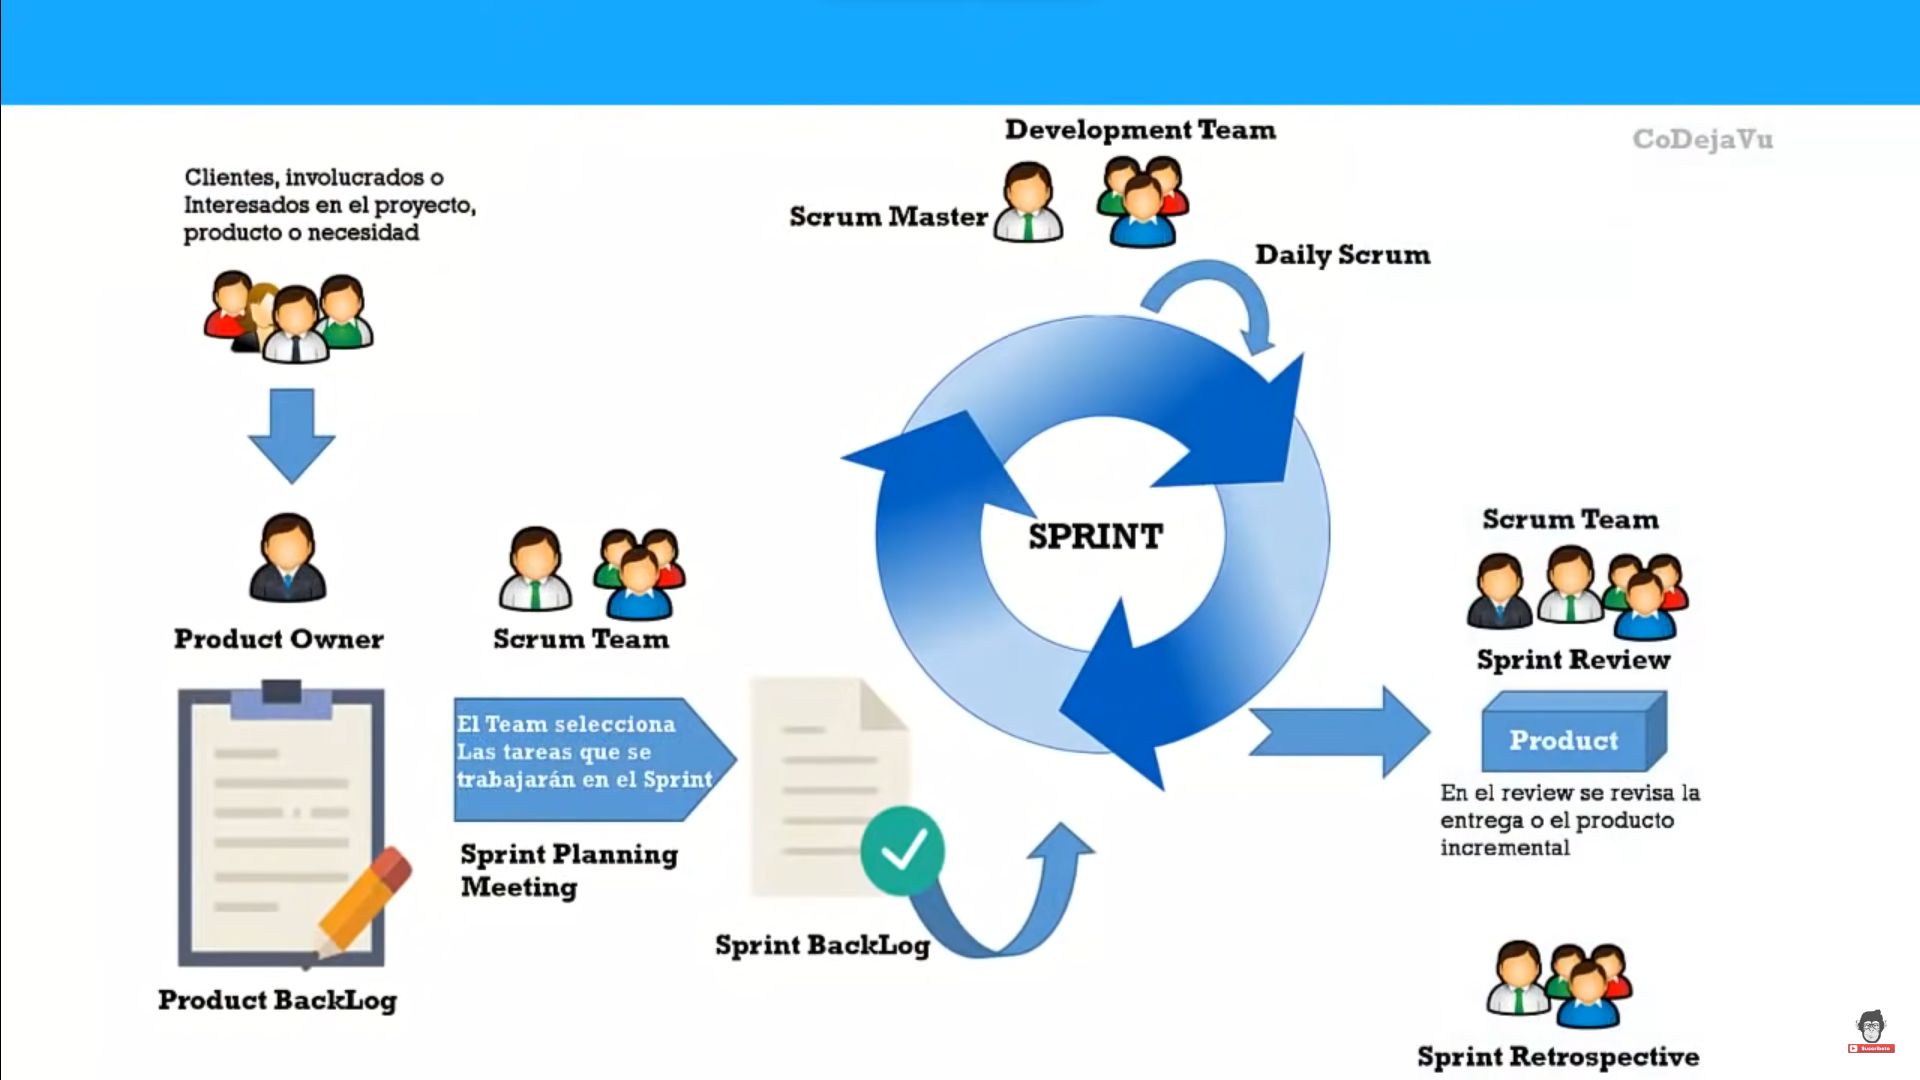 Development Team
CoDejaVu
Clientes, involucrados o
Interesados en el proyecto,
producto o necesidad
Scrum Master
Daily Scrum
SPRINT
Scrum Team
Product Owner
Scrum Team
Sprint Review
El Team selecciona
Las tareas que se
trabajarán en el Sprint
Product
En el review se revisa la
entrega o el producto
incremental
Sprint Planning
Meeting
Sprint BackLog
Product BackLog
Sprint Retrospective
Suscríbete